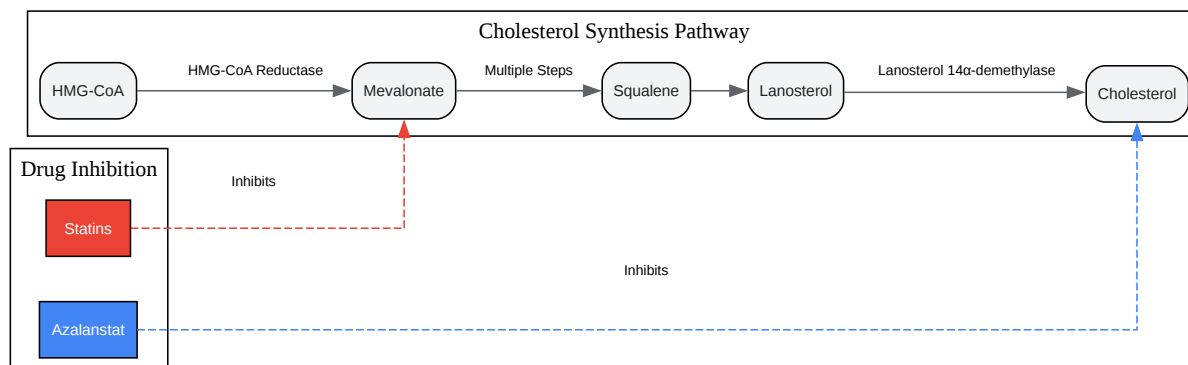 Cholesterol Synthesis Pathway
HMG-CoA
HMG-CoA Reductase
Mevalonate
Multiple Steps
Squalene
Lanosterol
Lanosterol 14α-demethylase
Cholesterol
Drug Inhibition
Statins
Inhibits
Azalanstat
Inhibits